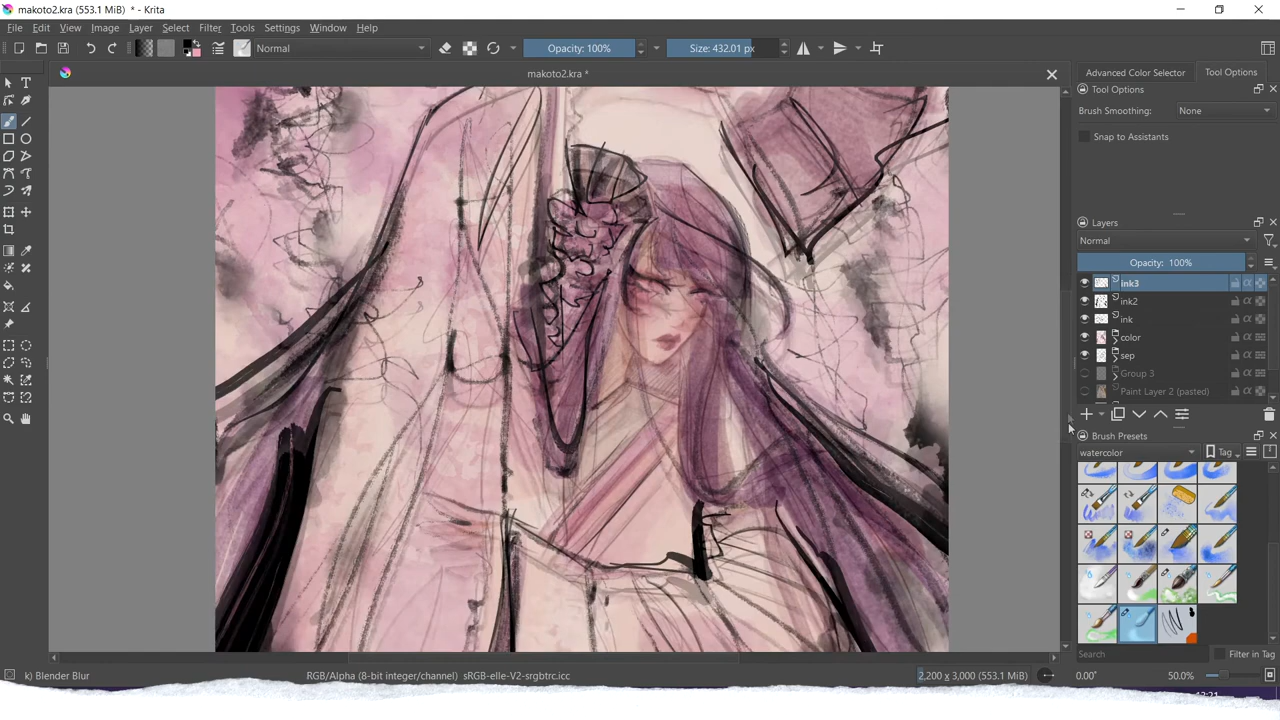 makoto2.kra (553.1 MiB) * - Krita
File Edit View Image Layer Select Filter Tools Settings Window Help
Normal
Opacity: 100%
Size: 432.01 px
makoto2.kra *
Advanced Color Selector
Tool Options
Tool Options
Brush Smoothing: None
Snap to Assistants
Layers
Normal
Opacity: 100%
ink3
ink2
ink
color
sep
Group 3
Paint Layer 2 (pasted)
Brush Presets
watercolor
Tag
Search
Filter in Tag
k) Blender Blur
RGB/Alpha (8-bit integer/channel) sRGB-elle-V2-srgbtrc.icc
2,200 x 3,000 (553.1 MiB)
0.00°
50.0%